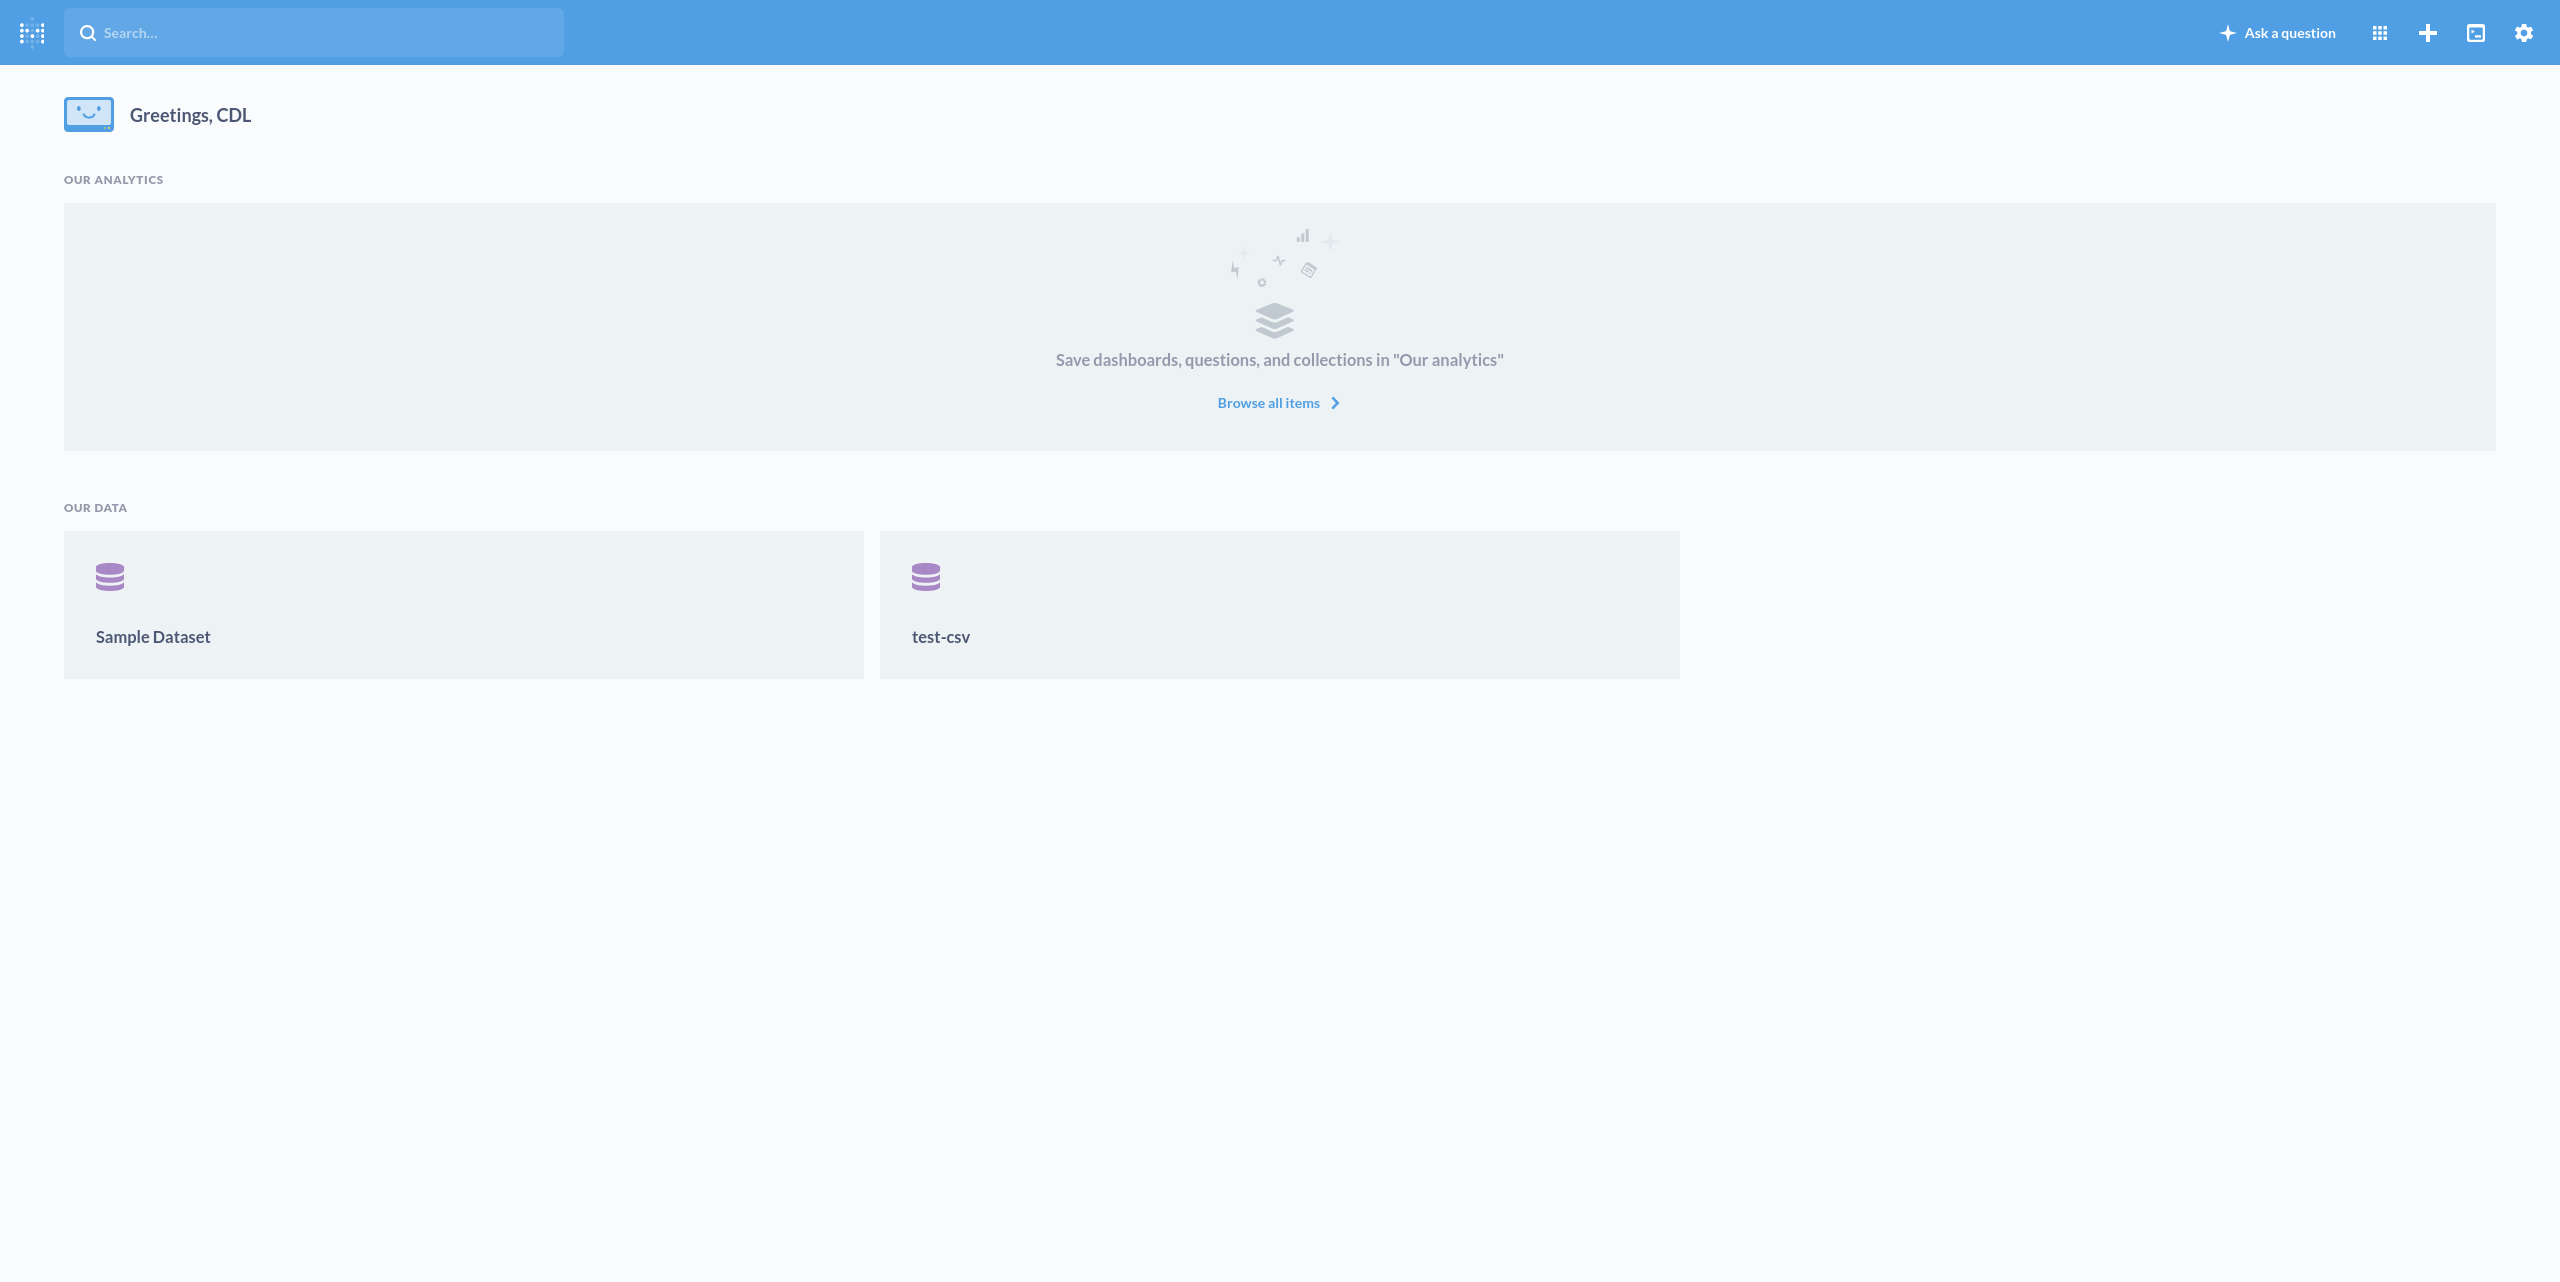 Search...
Ask a question
Greetings, CDL
OUR ANALYTICS
Save dashboards, questions, and collections in "Our analytics"
Browse all items
OUR DATA
Sample Dataset
test-csv